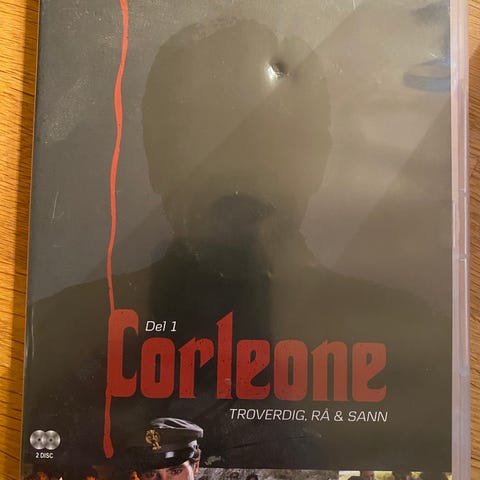 Del 1
Corleone
TROVERDIG, RÅ & SANN
2 DISC